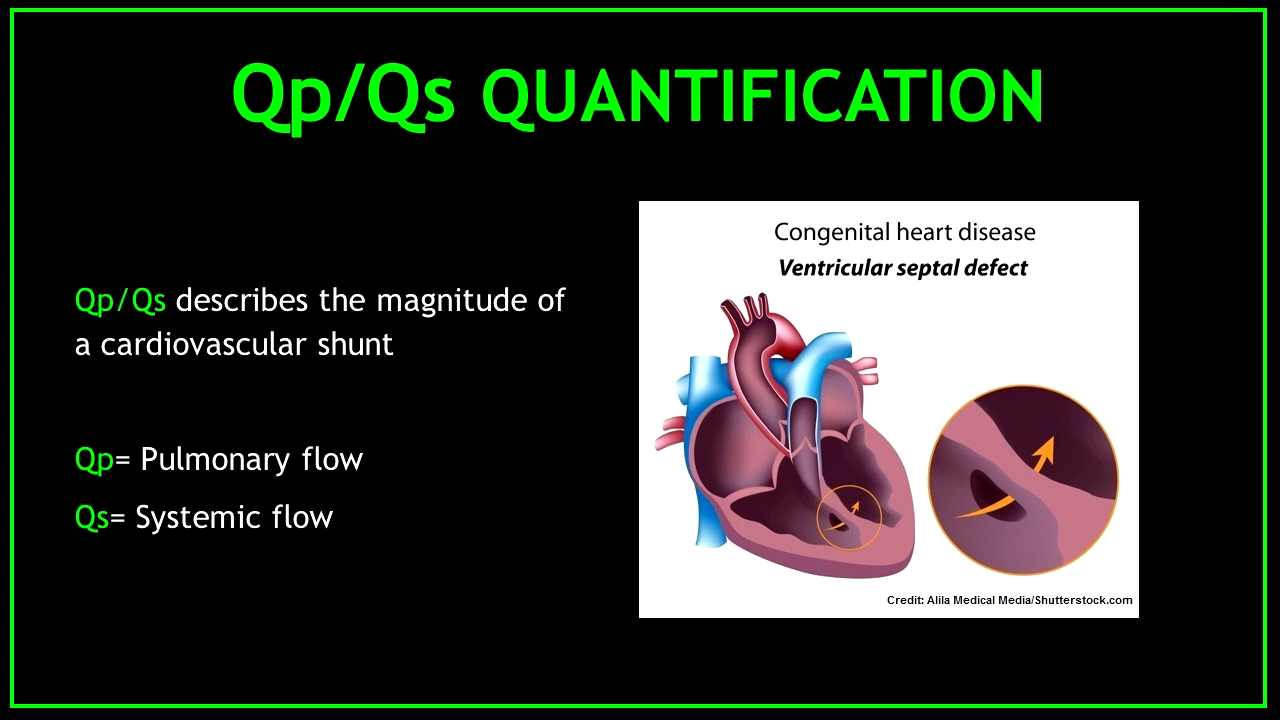 Qp/Qs QUANTIFICATION
Qp/Qs describes the magnitude of
a cardiovascular shunt
Qp= Pulmonary flow
Qs= Systemic flow
Congenital heart disease
Ventricular septal defect
Credit: Alila Medical Media/Shutterstock.com